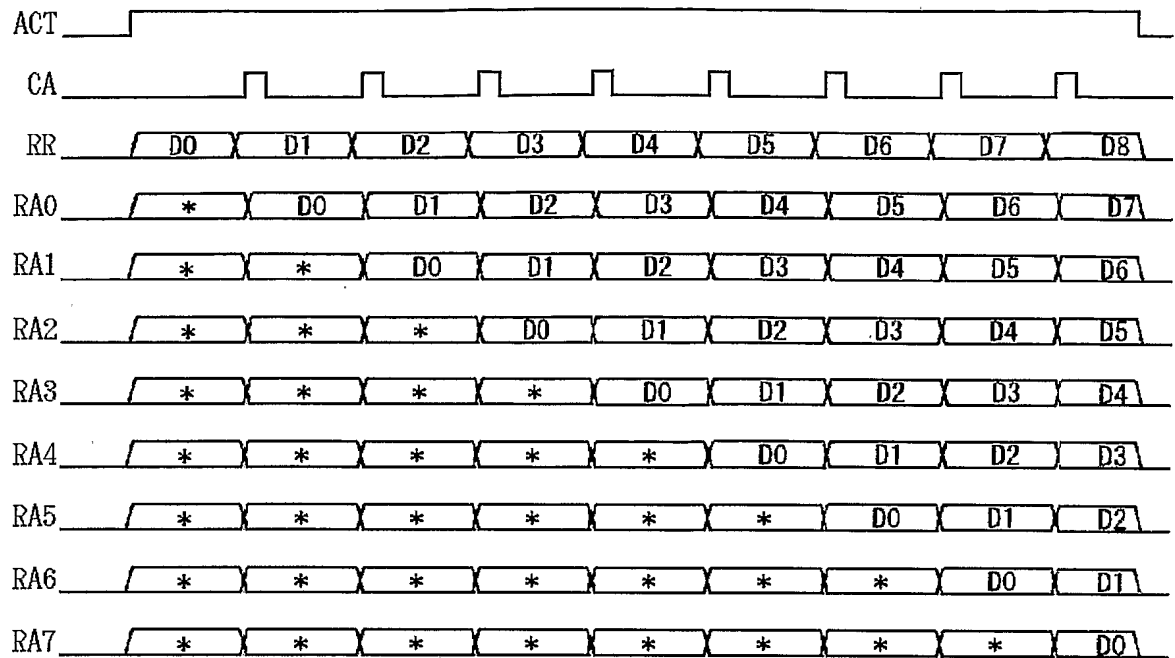 ACT
CA
RR D0 D1 D2 D3 D4 D5 D6 D7 D8
RA0 * D0 D1 D2 D3 D4 D5 D6 D7
RA1 * * D0 D1 D2 D3 D4 D5 D6
RA2 * * * D0 D1 D2 D3 D4 D5
RA3 * * * * D0 D1 D2 D3 D4
RA4 * * * * * D0 D1 D2 D3
RA5 * * * * * * D0 D1 D2
RA6 * * * * * * * D0 D1
RA7 * * * * * * * * D0